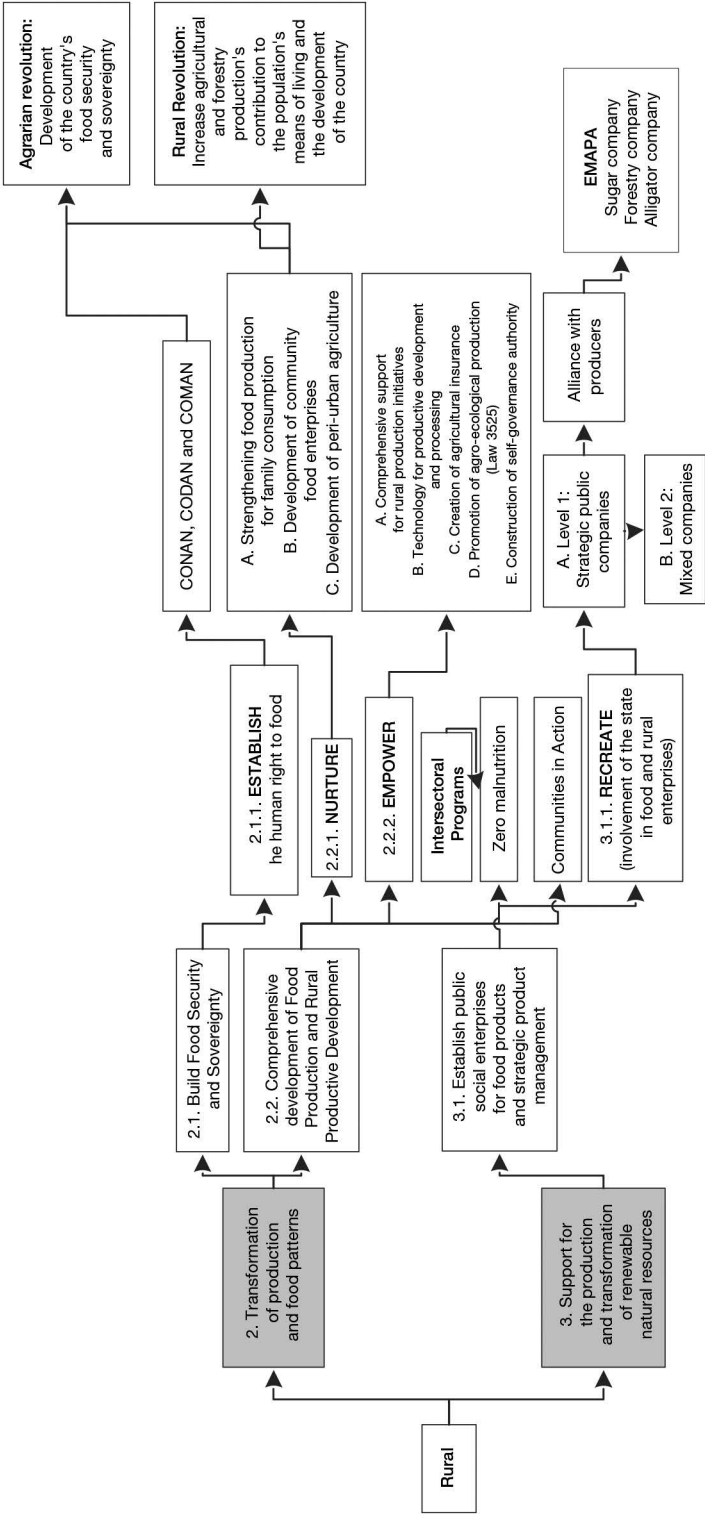 Rural
2. Transformation
of production
and food patterns
3. Support for
the production
and transformation
of renewable
natural resources
2.1. Build Food Security
and Sovereignty
2.2. Comprehensive
development of Food
Production and Rural
Productive Development
3.1. Establish public
social enterprises
for food products
and strategic product
management
2.1.1. ESTABLISH
he human right to food
2.2.1. NURTURE
2.2.2. EMPOWER
Intersectoral
Programs
Zero malnutrition
Communities in Action
3.1.1. RECREATE
(involvement of the state
in food and rural
enterprises)
CONAN, CODAN and COMAN
A. Strengthening food production
for family consumption
B. Development of community
food enterprises
C. Development of peri-urban agriculture
A. Comprehensive support
for rural production initiatives
B. Technology for productive development
and processing
C. Creation of agricultural insurance
D. Promotion of agro-ecological production
(Law 3525)
E. Construction of self-governance authority
A. Level 1:
Strategic public
companies
B. Level 2:
Mixed companies
Alliance with
producers
Agrarian revolution:
Development
of the country's
food security
and sovereignty
Rural Revolution:
Increase agricultural
and forestry
production's
contribution to
the population's
means of living and
the development
of the country
EMAPA
Sugar company
Forestry company
Alligator company